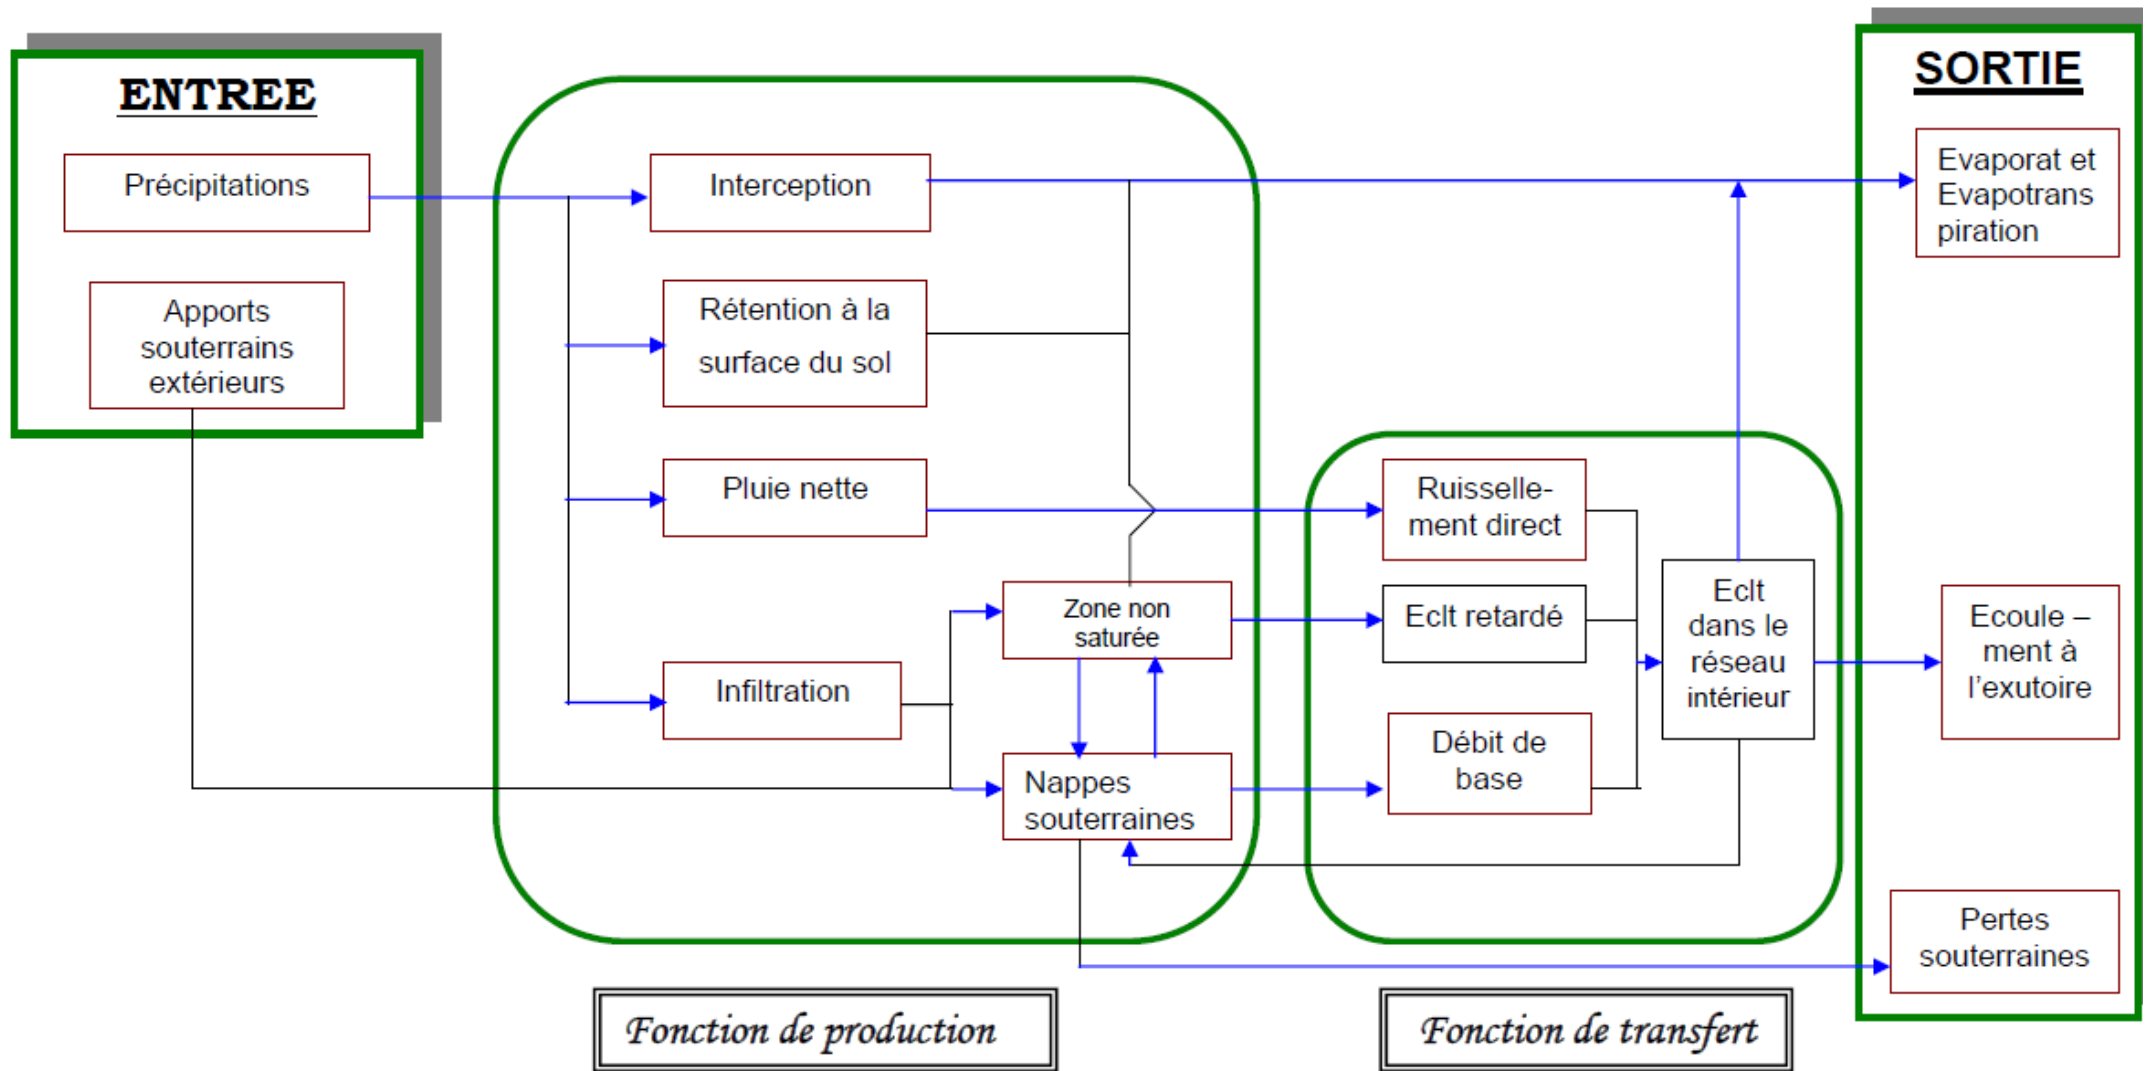 ENTREE
Précipitations
Apports
souterrains
extérieurs
Interception
Rétention à la
surface du sol
Pluie nette
Infiltration
Zone non
saturée
Nappes
souterraines
Fonction de production
Ruisselle-
ment direct
Eclt retardé
Débit de
base
Eclt
dans le
réseau
intérieur
Fonction de transfert
SORTIE
Evaporat et
Evapotrans
piration
Ecoule –
ment à
l'exutoire
Pertes
souterraines